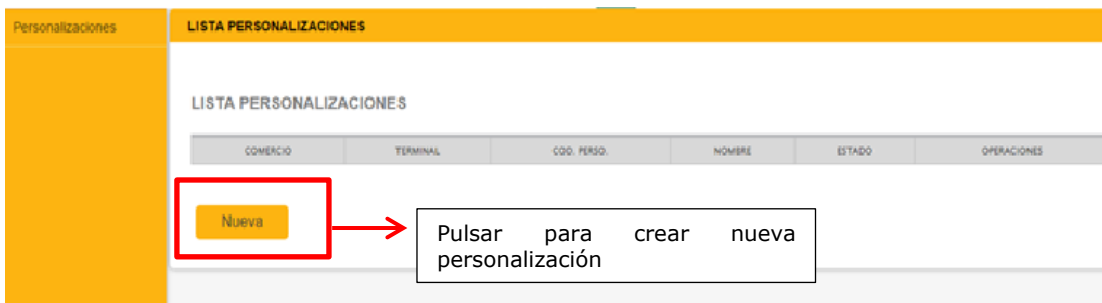 Personalizaciones
LISTA PERSONALIZACIONES
LISTA PERSONALIZACIONES
COMERCIO TERMINAL COD. PERSO. NOMBRE ESTADO OPERACIONES
Nueva
Pulsar para crear nueva
personalización